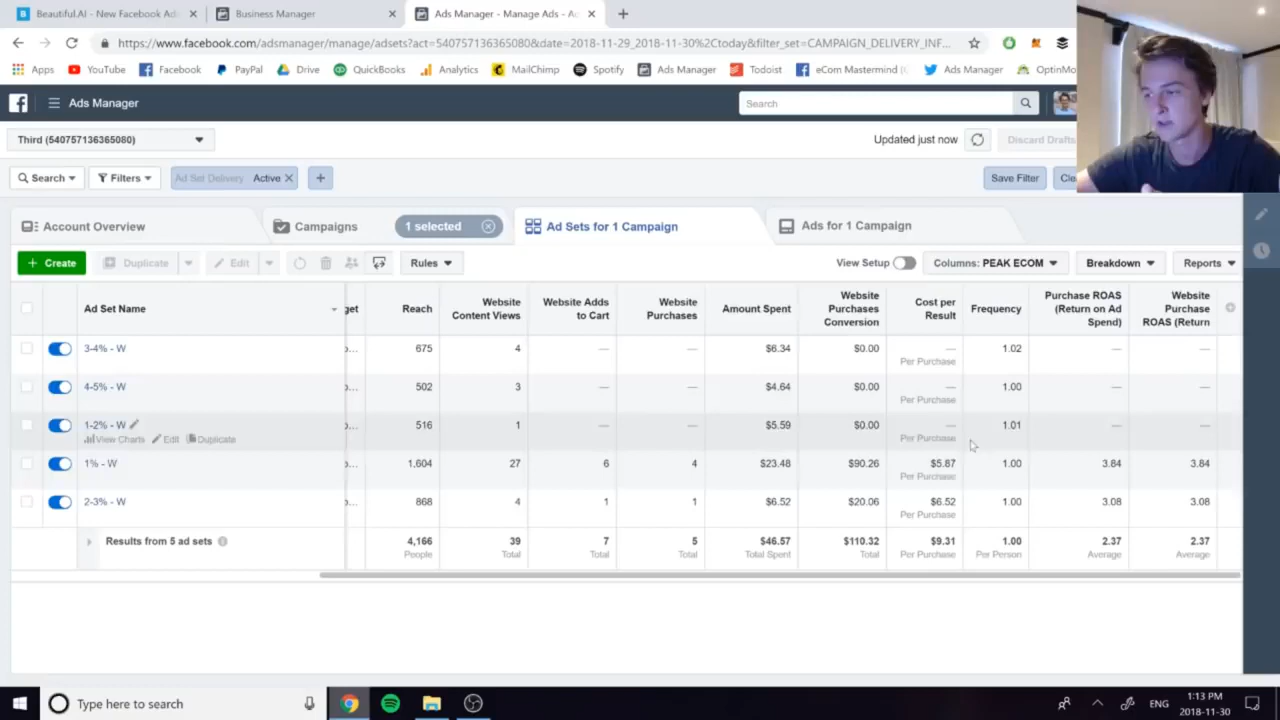 Beautiful.AI - New Facebook Ad
Business Manager
Ads Manager - Manage Ads - Ac
https://www.facebook.com/adsmanager/manage/adsets?act=540757136365080&date=2018-11-29_2018-11-30%2Ctoday&filter_set=CAMPAIGN_DELIVERY_INF...
Apps YouTube Facebook PayPal Drive QuickBooks Analytics MailChimp Spotify Ads Manager Todoist eCom Mastermind Ads Manager OptinMo
Ads Manager
Search
Third (540757136365080)
Updated just now
Discard Drafts
Search
Filters
Ad Set Delivery Active
Save Filter
Cle
Account Overview
Campaigns
1 selected
Ad Sets for 1 Campaign
Ads for 1 Campaign
+ Create
Duplicate
Edit
Rules
View Setup
Columns: PEAK ECOM
Breakdown
Reports
Ad Set Name
get
Reach
Website Content Views
Website Adds to Cart
Website Purchases
Amount Spent
Website Purchases Conversion
Cost per Result
Frequency
Purchase ROAS (Return on Ad Spend)
Website Purchase ROAS (Return
3-4% - W o... 675 4 — — $6.34 $0.00 — 1.02 — —
Per Purchase
4-5% - W o... 502 3 — — $4.64 $0.00 — 1.00 — —
Per Purchase
1-2% - W 516 1 — — $5.59 $0.00 — 1.01 — —
View Charts Edit Duplicate Per Purchase
1% - W o... 1,604 27 6 4 $23.48 $90.26 $5.87 1.00 3.84 3.84
Per Purchase
2-3% - W o... 868 4 1 1 $6.52 $20.06 $6.52 1.00 3.08 3.08
Per Purchase
Results from 5 ad sets 4,166 39 7 5 $46.57 $110.32 $9.31 1.00 2.37 2.37
People Total Total Total Total Spent Total Per Purchase Per Person Average Average
Type here to search
ENG
1:13 PM
2018-11-30